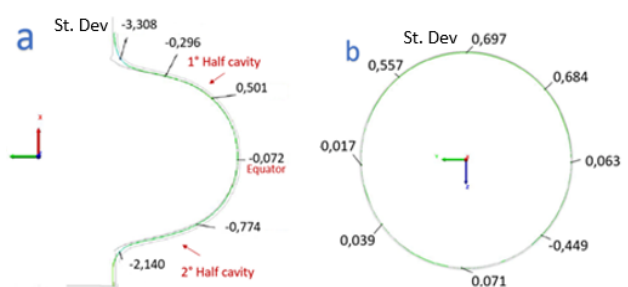 a
St. Dev
-3,308
-0,296
1° Half cavity
0,501
-0,072
Equator
-0,774
-2,140
2° Half cavity
b
St. Dev
0,697
0,557
0,684
0,017
0,063
0,039
-0,449
0.071